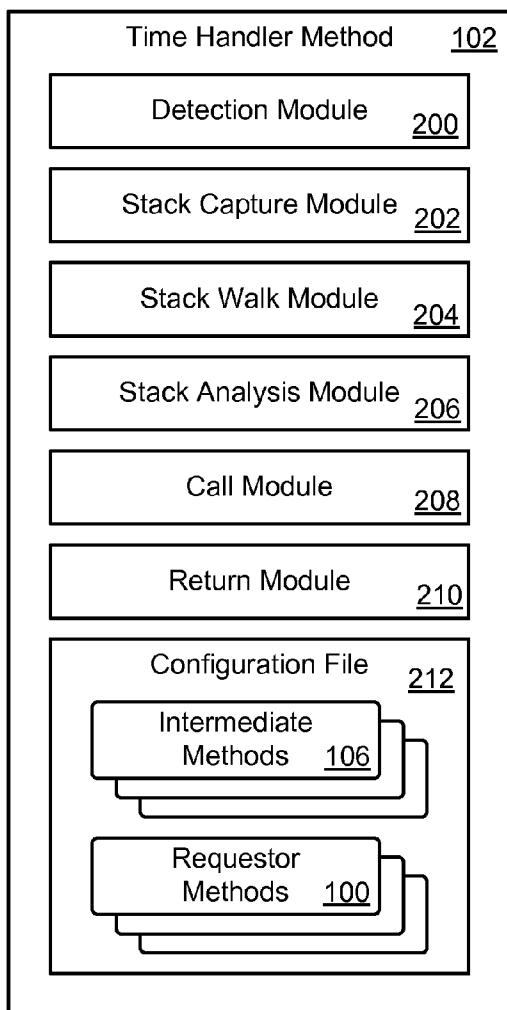 Time Handler Method 102
Detection Module 200
Stack Capture Module 202
Stack Walk Module 204
Stack Analysis Module 206
Call Module 208
Return Module 210
Configuration File 212
Intermediate
Methods 106
Requestor
Methods 100